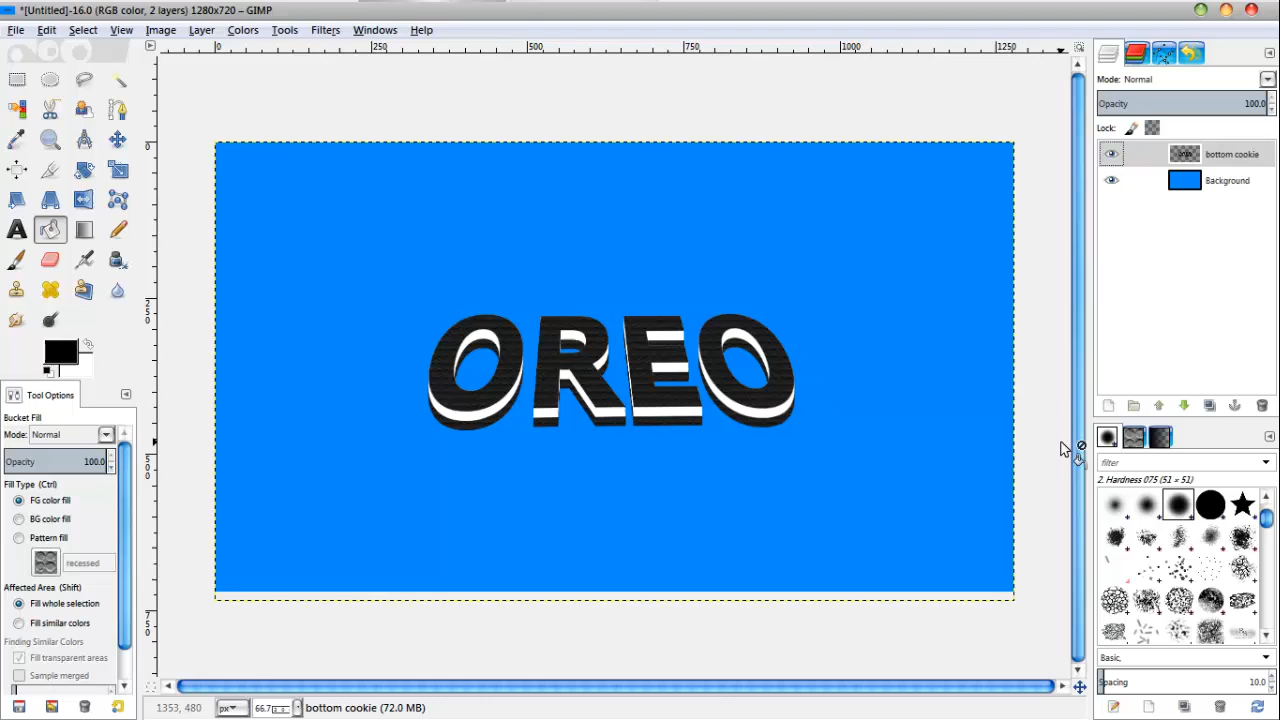 *[Untitled]-16.0 (RGB color, 2 layers) 1280x720 – GIMP
File Edit Select View Image Layer Colors Tools Filters Windows Help
0 250 500 750 1000 1250
Mode: Normal
Opacity 100.0
Lock:
bottom cookie
Background
0
250
500
750
OREO
Tool Options
Bucket Fill
Mode: Normal
Opacity 100.0
Fill Type (Ctrl)
FG color fill
BG color fill
Pattern fill
recessed
Affected Area (Shift)
Fill whole selection
Fill similar colors
Finding Similar Colors
Fill transparent areas
Sample merged
filter
2. Hardness 075 (51 × 51)
Basic,
Spacing 10.0
1353, 480 px 66.7 bottom cookie (72.0 MB)